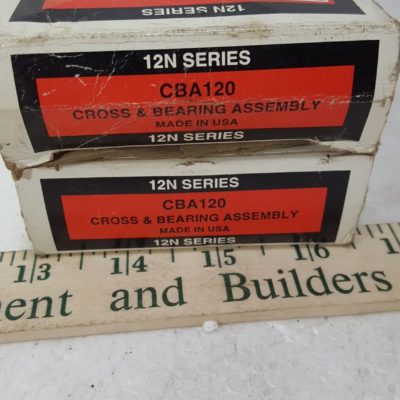 12N SERIES
12N SERIES
CBA120
CROSS & BEARING ASSEMBLY
MADE IN USA
12N SERIES
12N SERIES
CBA120
CROSS & BEARING ASSEMBLY
MADE IN USA
12N SERIES
13 14 15 16
ent and Builders